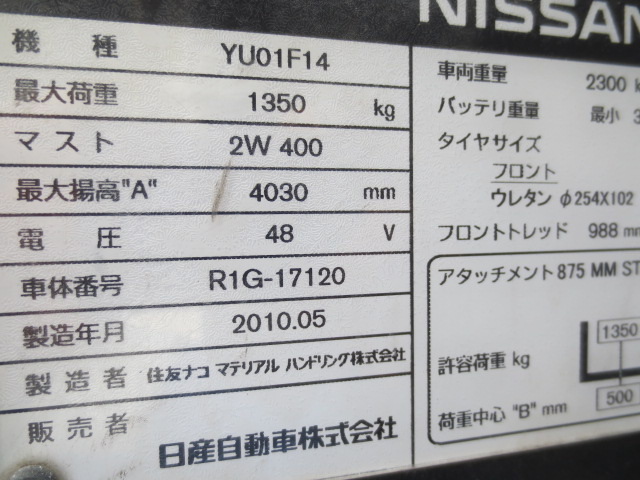 NISSAN
機種 YU01F14
最大荷重 1350 kg
マスト 2W 400
最大揚高"A" 4030 mm
電圧 48 V
車体番号 R1G-17120
製造年月 2010.05
製造者 住友ナコ マテリアル ハンドリング株式会社
販売者 日産自動車株式会社
車両重量 2300
バッテリ重量 最小
タイヤサイズ
フロント
ウレタン φ254X102
フロントトレッド 988 mm
アタッチメント 875 MM ST
1350
許容荷重 kg
500
荷重中心 "B" mm